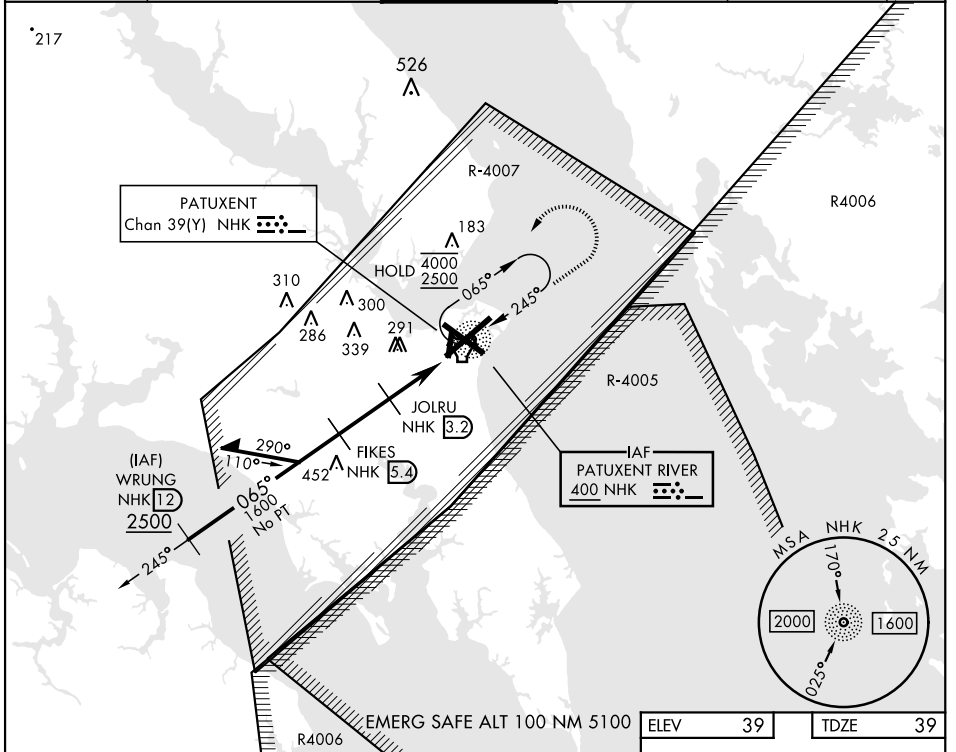 217
526
R-4007
R4006
PATUXENT
Chan 39(Y) NHK
183
HOLD 4000
2500
065°
245°
310
300
286
339
291
R-4005
JOLRU
NHK 3.2
290°
110°
FIKES
NHK 5.4
452
(IAF)
WRUNG
NHK 12
2500
065°
1600
No PT
245°
IAF
PATUXENT RIVER
400 NHK
MSA NHK 25 NM
170°
2000
1600
025°
EMERG SAFE ALT 100 NM 5100
ELEV 39
TDZE 39
R4006